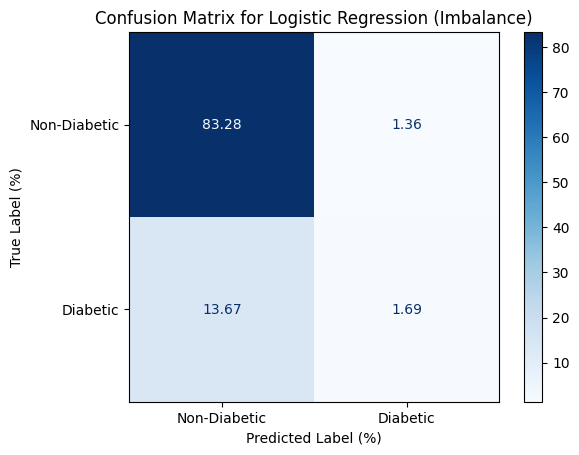 Confusion Matrix for Logistic Regression (Imbalance)
True Label (%)
Non-Diabetic
83.28
1.36
Diabetic
13.67
1.69
Non-Diabetic
Diabetic
Predicted Label (%)
80
70
60
50
40
30
20
10